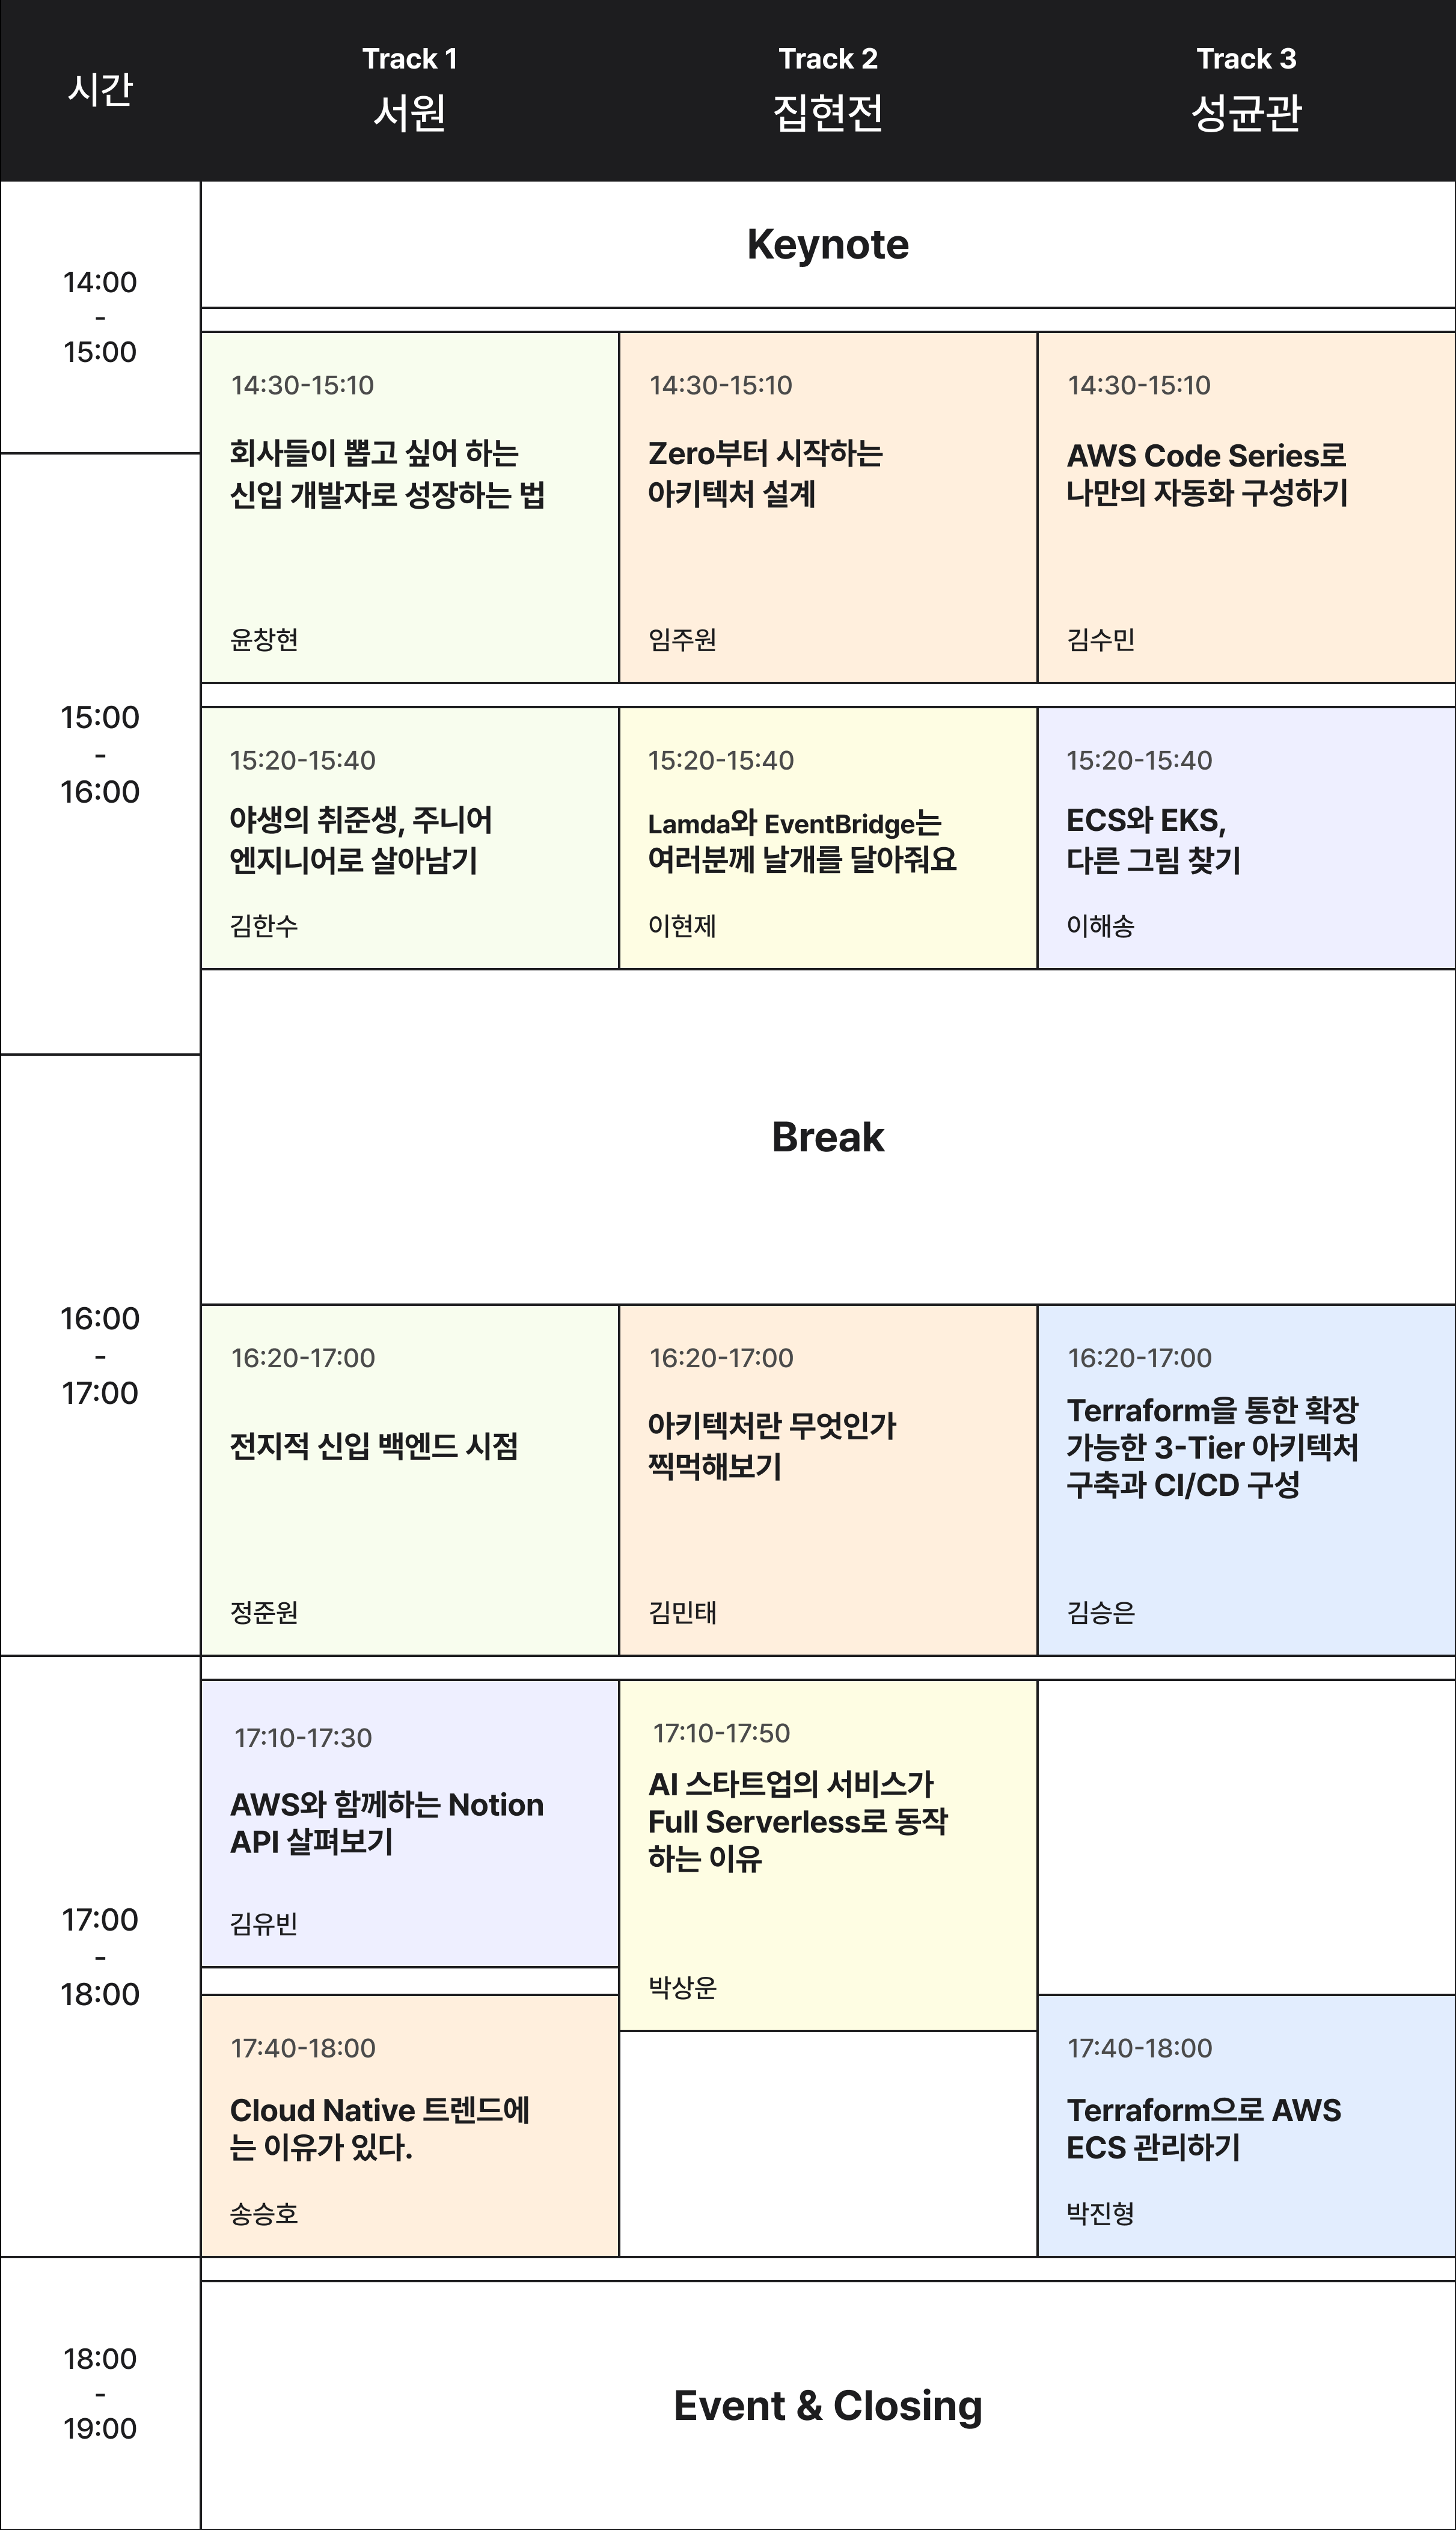 시간
Track 1
서원
Track 2
집현전
Track 3
성균관
14:00
-
15:00
Keynote
14:30-15:10
회사들이 뽑고 싶어 하는
신입 개발자로 성장하는 법
윤창현
14:30-15:10
Zero부터 시작하는
아키텍처 설계
임주원
14:30-15:10
AWS Code Series로
나만의 자동화 구성하기
김수민
15:00
-
16:00
15:20-15:40
야생의 취준생, 주니어
엔지니어로 살아남기
김한수
15:20-15:40
Lamda와 EventBridge는
여러분께 날개를 달아줘요
이현제
15:20-15:40
ECS와 EKS,
다른 그림 찾기
이해송
Break
16:00
-
17:00
16:20-17:00
전지적 신입 백엔드 시점
정준원
16:20-17:00
아키텍처란 무엇인가
찍먹해보기
김민태
16:20-17:00
Terraform을 통한 확장
가능한 3-Tier 아키텍처
구축과 CI/CD 구성
김승은
17:00
-
18:00
17:10-17:30
AWS와 함께하는 Notion
API 살펴보기
김유빈
17:10-17:50
AI 스타트업의 서비스가
Full Serverless로 동작
하는 이유
박상운
17:40-18:00
Cloud Native 트렌드에
는 이유가 있다.
송승호
17:40-18:00
Terraform으로 AWS
ECS 관리하기
박진형
18:00
-
19:00
Event & Closing